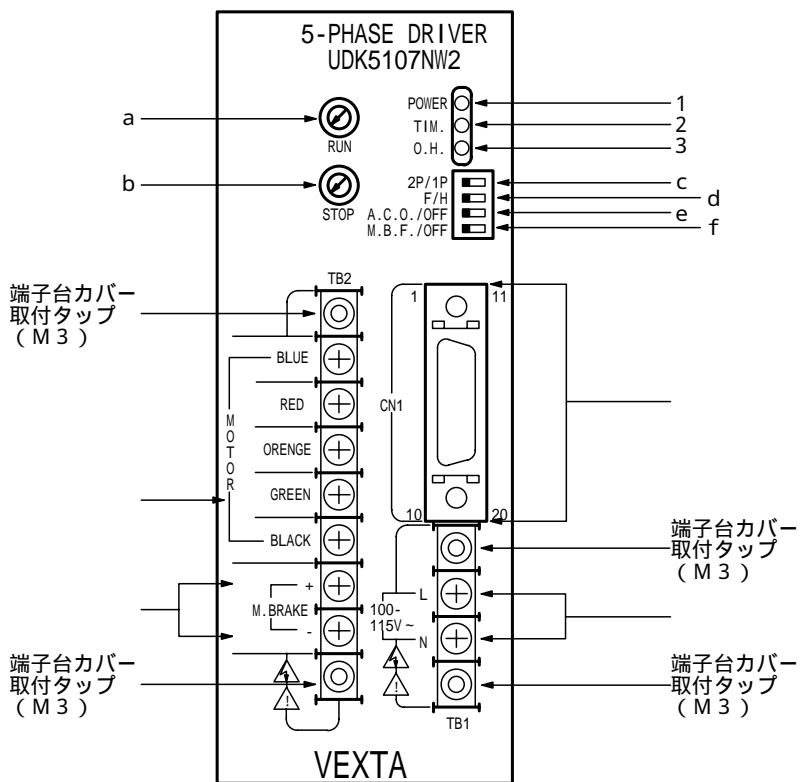 5-PHASE DRIVER
UDK5107NW2
POWER
1
TIM.
2
O.H.
3
a
RUN
b
STOP
2P/1P
c
F/H
d
A.C.O./OFF
e
M.B.F./OFF
f
端子台カバー
取付タップ
(M3)
TB2
1
11
MOTOR
BLUE
RED
ORENGE
GREEN
BLACK
CN1
10
20
端子台カバー
取付タップ
(M3)
M.BRAKE
+
-
100-
115V~
L
N
端子台カバー
取付タップ
(M3)
端子台カバー
取付タップ
(M3)
!
!
TB1
VEXTA